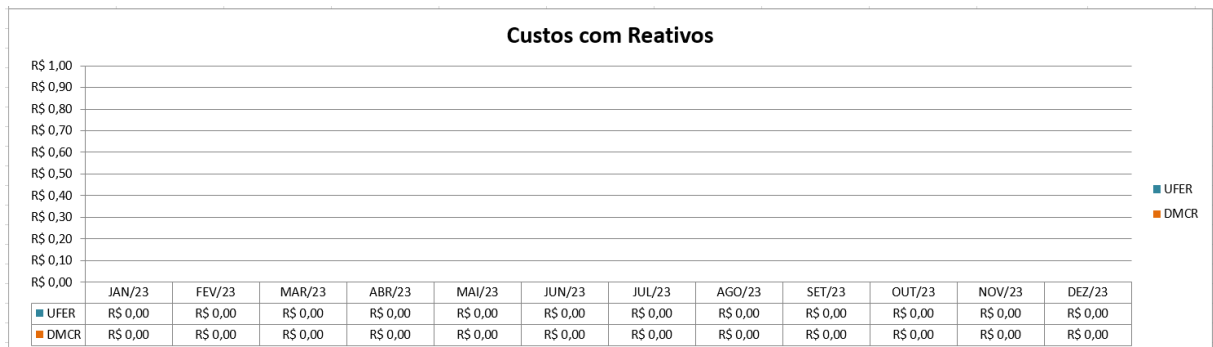 Custos com Reativos
R$ 1,00
R$ 0,90
R$ 0,80
R$ 0,70
R$ 0,60
R$ 0,50
R$ 0,40
R$ 0,30
R$ 0,20
R$ 0,10
R$ 0,00
UFER
DMCR
JAN/23 FEV/23 MAR/23 ABR/23 MAI/23 JUN/23 JUL/23 AGO/23 SET/23 OUT/23 NOV/23 DEZ/23
UFER R$ 0,00 R$ 0,00 R$ 0,00 R$ 0,00 R$ 0,00 R$ 0,00 R$ 0,00 R$ 0,00 R$ 0,00 R$ 0,00 R$ 0,00 R$ 0,00
DMCR R$ 0,00 R$ 0,00 R$ 0,00 R$ 0,00 R$ 0,00 R$ 0,00 R$ 0,00 R$ 0,00 R$ 0,00 R$ 0,00 R$ 0,00 R$ 0,00